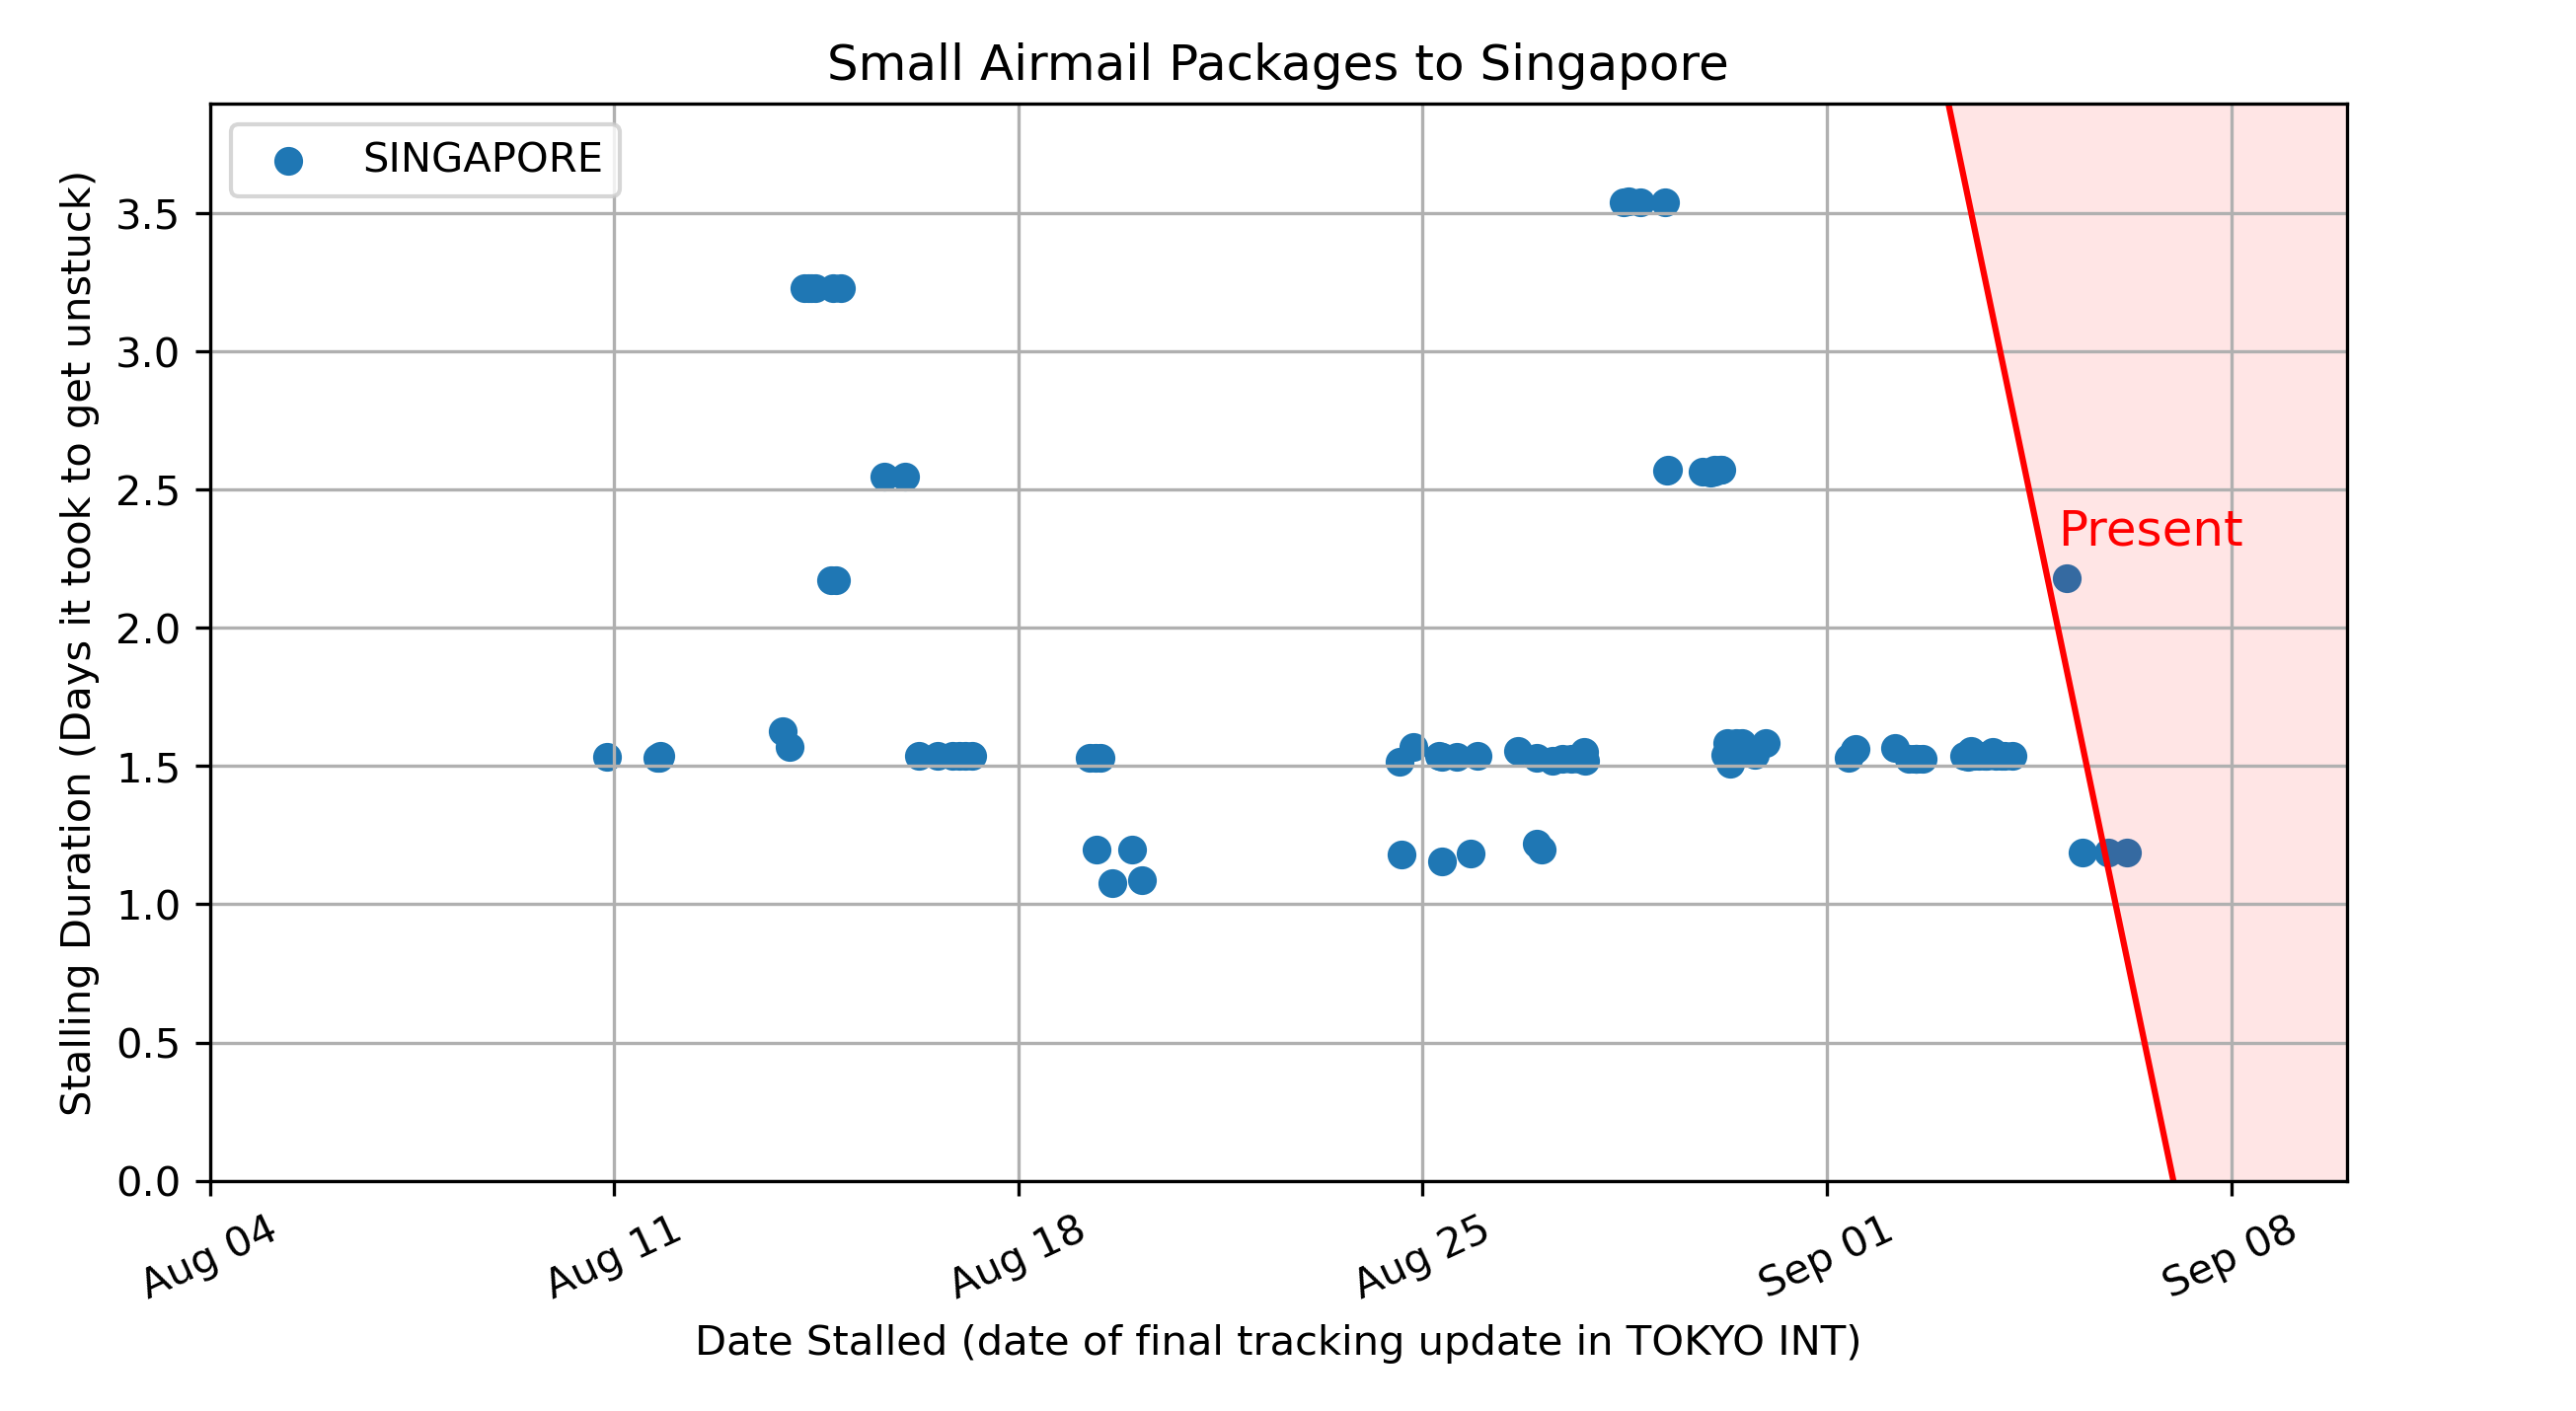 Small Airmail Packages to Singapore
SINGAPORE
Stalling Duration (Days it took to get unstuck)
3.5
3.0
2.5
2.0
1.5
1.0
0.5
0.0
Present
Aug 04
Aug 11
Aug 18
Aug 25
Sep 01
Sep 08
Date Stalled (date of final tracking update in TOKYO INT)